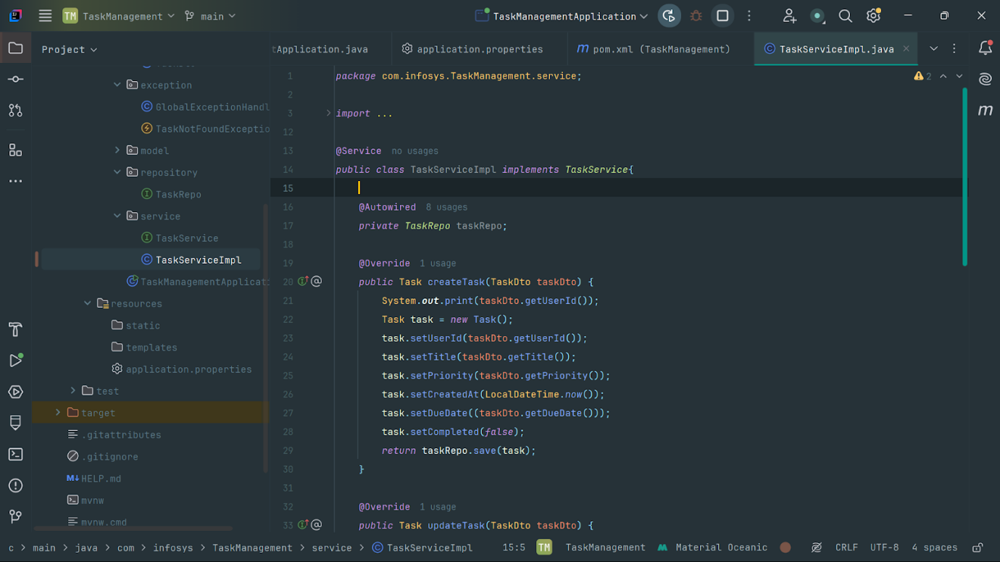 TM TaskManagement main TaskManagementApplication
Project
tApplication.java application.properties m pom.xml (TaskManagement) TaskServiceImpl.java
exception
GlobalExceptionHandl
TaskNotFoundExceptio
model
repository
TaskRepo
service
TaskService
TaskServiceImpl
TaskManagementApplicati
resources
static
templates
application.properties
test
target
.gitattributes
.gitignore
M↓ HELP.md
mvnw
mvnw.cmd
1 package com.infosys.TaskManagement.service; 2
2
3 import ...
12
13 @Service no usages
14 public class TaskServiceImpl implements TaskService{
15
16 @Autowired 8 usages
17 private TaskRepo taskRepo;
18
19 @Override 1 usage
20 public Task createTask(TaskDto taskDto) {
21 System.out.print(taskDto.getUserId());
22 Task task = new Task();
23 task.setUserId(taskDto.getUserId());
24 task.setTitle(taskDto.getTitle());
25 task.setPriority(taskDto.getPriority());
26 task.setCreatedAt(LocalDateTime.now());
27 task.setDueDate((taskDto.getDueDate()));
28 task.setCompleted(false);
29 return taskRepo.save(task);
30 }
31
32 @Override 1 usage
33 public Task updateTask(TaskDto taskDto) {
m
c > main > java > com > infosys > TaskManagement > service > TaskServiceImpl 15:5 TM TaskManagement Material Oceanic CRLF UTF-8 4 spaces